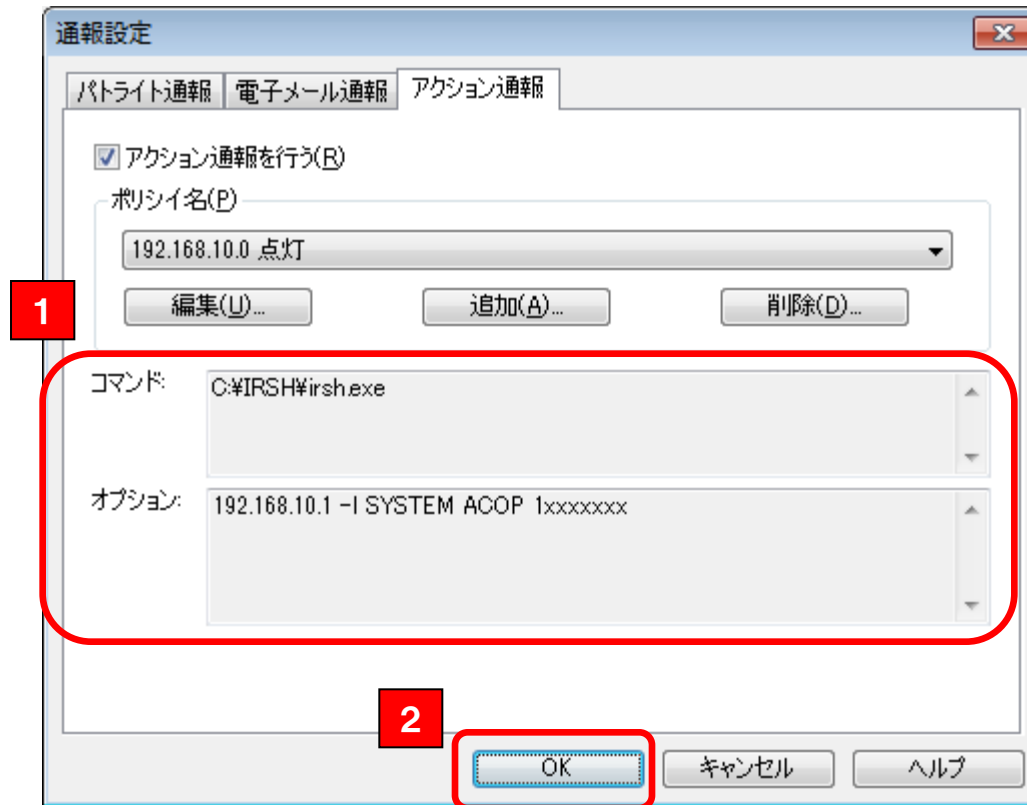 通報設定
パトライト通報 電子メール通報 アクション通報
アクション通報を行う(R)
ポリシイ名(P)
192.168.10.0 点灯
1
編集(U)... 追加(A)... 削除(D)...
コマンド: C:¥IRSH¥irsh.exe
オプション: 192.168.10.1 -l SYSTEM ACOP 1xxxxxxx
2
OK キャンセル ヘルプ